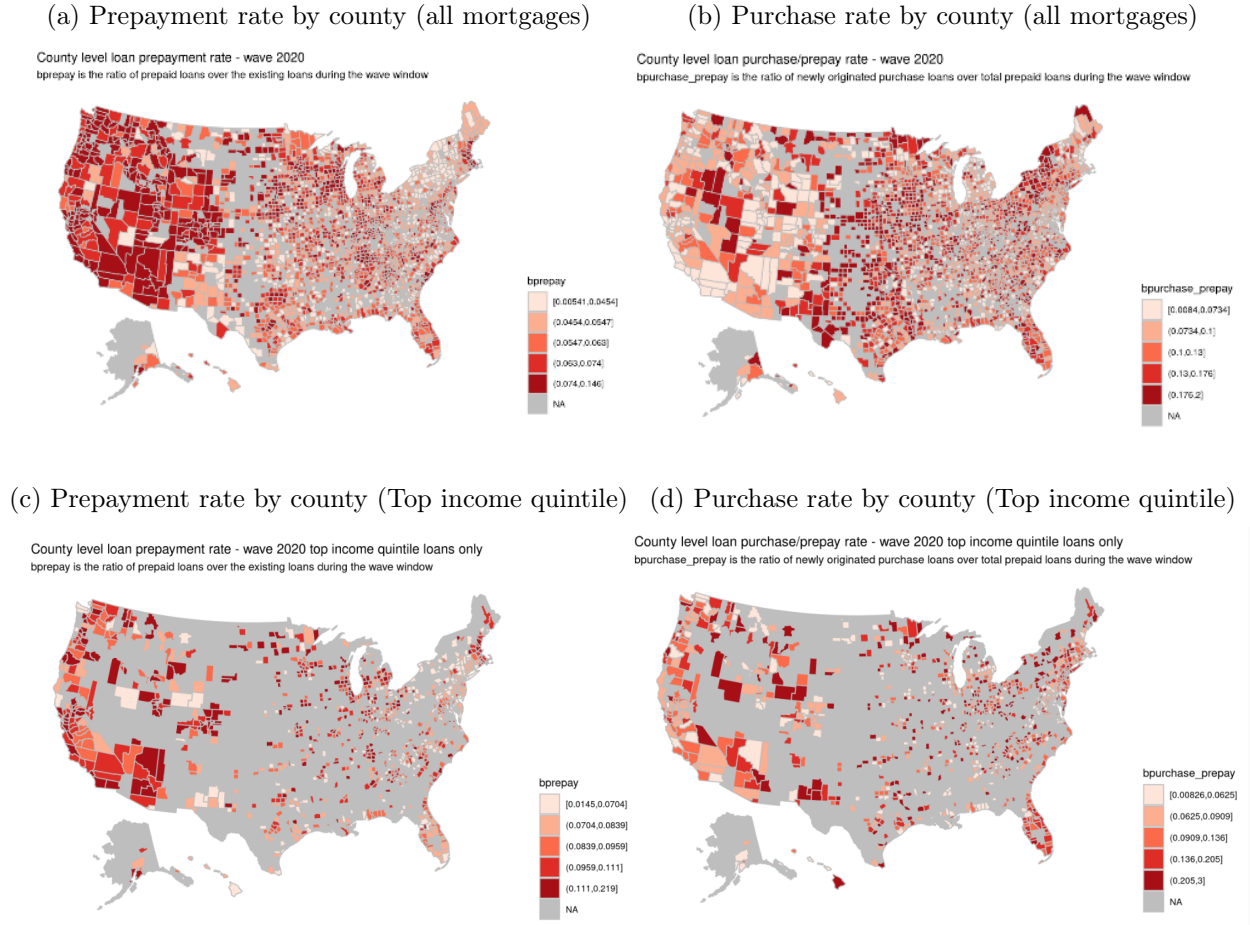 (a) Prepayment rate by county (all mortgages)
(b) Purchase rate by county (all mortgages)
County level loan prepayment rate - wave 2020
bprepay is the ratio of prepaid loans over the existing loans during the wave window
bprepay
[0.00541,0.0454]
(0.0454,0.0547]
(0.0547,0.063]
(0.063,0.074]
(0.074,0.146]
NA
County level loan purchase/prepay rate - wave 2020
bpurchase_prepay is the ratio of newly originated purchase loans over total prepaid loans during the wave window
bpurchase_prepay
[0.0084,0.0734]
(0.0734,0.1]
(0.1,0.13]
(0.13,0.176]
(0.176,2]
NA
(c) Prepayment rate by county (Top income quintile)
(d) Purchase rate by county (Top income quintile)
County level loan prepayment rate - wave 2020 top income quintile loans only
bprepay is the ratio of prepaid loans over the existing loans during the wave window
bprepay
[0.0145,0.0704]
(0.0704,0.0839]
(0.0839,0.0959]
(0.0959,0.111]
(0.111,0.219]
NA
County level loan purchase/prepay rate - wave 2020 top income quintile loans only
bpurchase_prepay is the ratio of newly originated purchase loans over total prepaid loans during the wave window
bpurchase_prepay
[0.00826,0.0625]
(0.0625,0.0909]
(0.0909,0.136]
(0.136,0.205]
(0.205,3]
NA